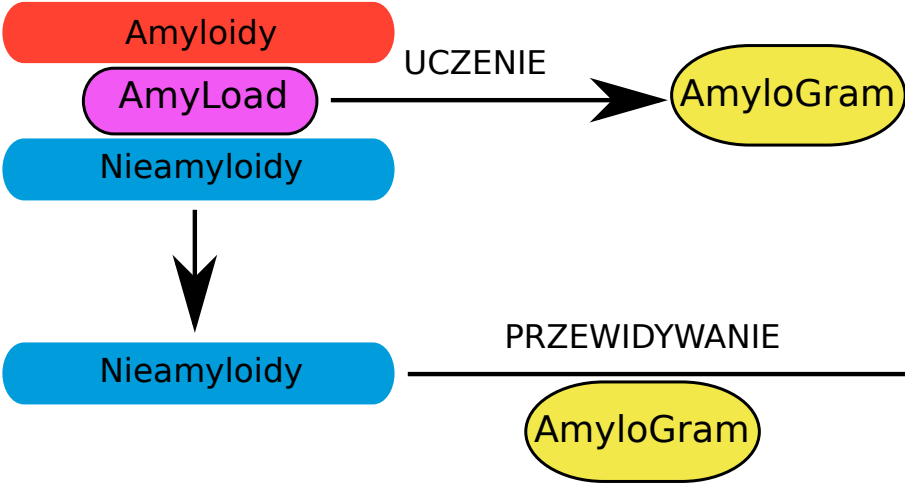 Amyloidy
UCZENIE
AmyLoad
AmyloGram
Nieamyloidy
PRZEWIDYWANIE
Nieamyloidy
AmyloGram